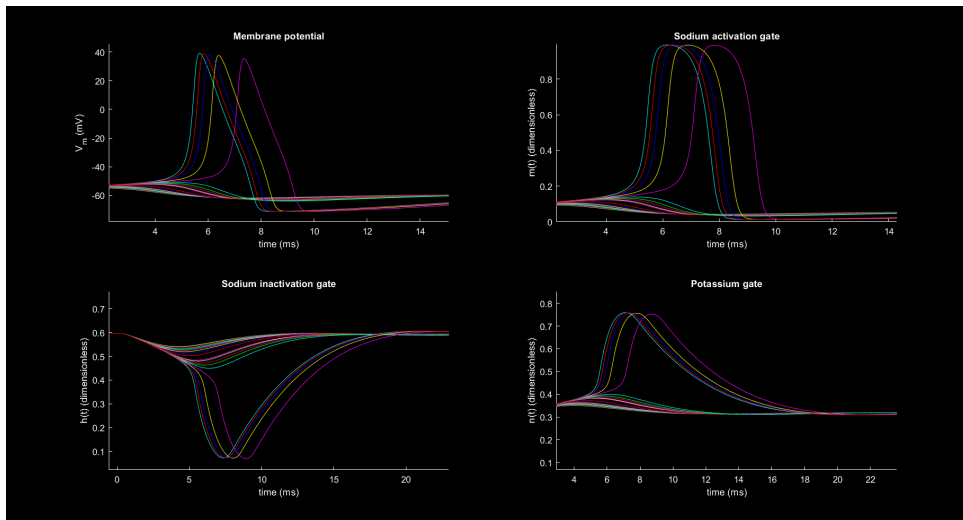 Membrane potential
40
20
0
-20
-40
-60
V_m (mV)
4 6 8 10 12 14
time (ms)
Sodium activation gate
0.8
0.6
0.4
0.2
0
m(t) (dimensionless)
4 6 8 10 12 14
time (ms)
Sodium inactivation gate
0.7
0.6
0.5
0.4
0.3
0.2
0.1
h(t) (dimensionless)
0 5 10 15 20
time (ms)
Potassium gate
0.8
0.7
0.6
0.5
0.4
0.3
0.2
0.1
n(t) (dimensionless)
4 6 8 10 12 14 16 18 20 22
time (ms)